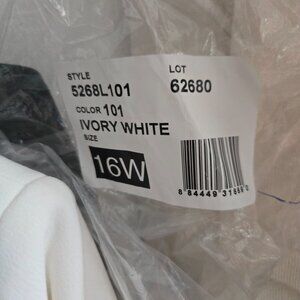 STYLE LOT
5268L101 62680
COLOR 101
IVORY WHITE
SIZE
16W